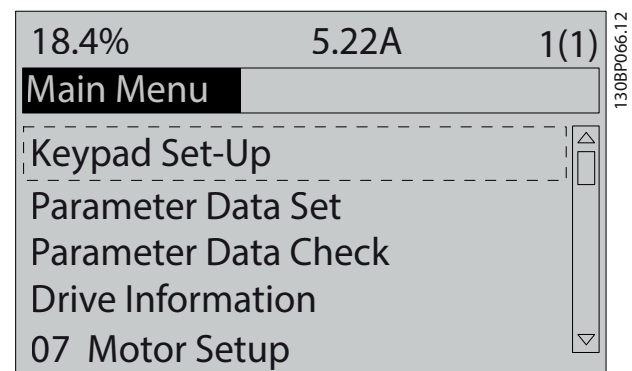 18.4% 5.22A 1(1)
Main Menu
Keypad Set-Up
Parameter Data Set
Parameter Data Check
Drive Information
07 Motor Setup
130BP066.12